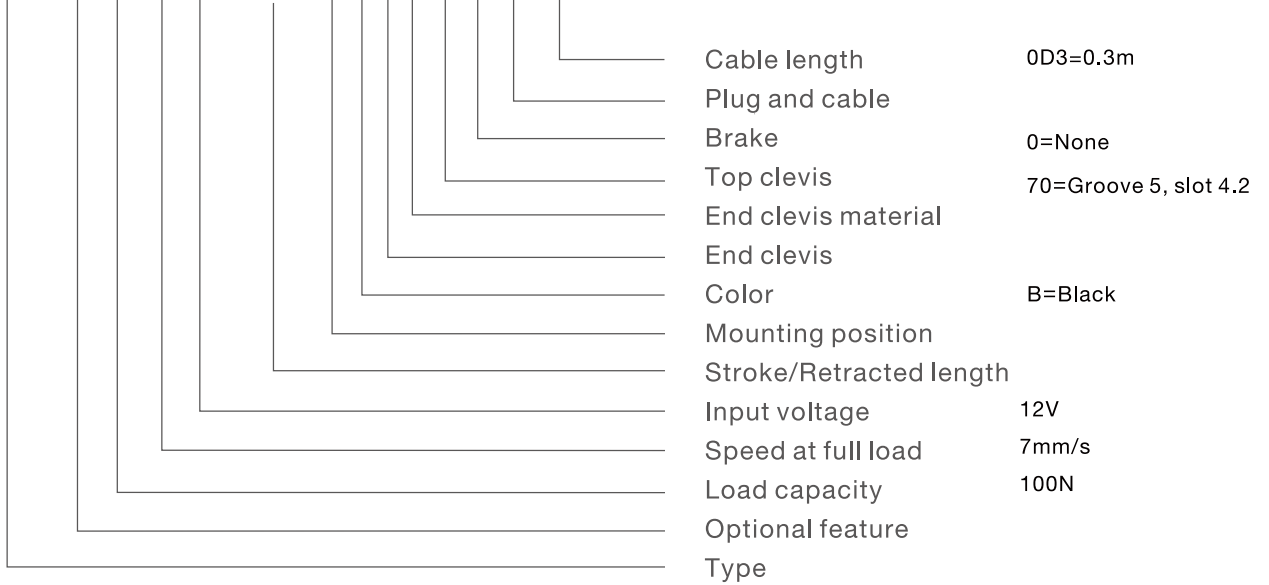 Cable length 0D3=0.3m
Plug and cable
Brake 0=None
Top clevis 70=Groove 5, slot 4.2
End clevis material
End clevis
Color B=Black
Mounting position
Stroke/Retracted length
Input voltage 12V
Speed at full load 7mm/s
Load capacity 100N
Optional feature
Type